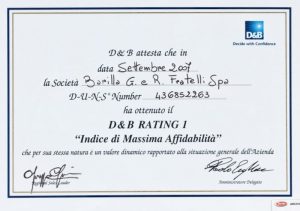 D&B
Decide with Confidence
D&B attesta che in
data Settembre 2007
la Società Barilla G. e R. Fratelli Spa
D-U-N-S® Number 436852263
ha ottenuto il
D&B RATING 1
“Indice di Massima Affidabilità”
che per sua stessa natura è un valore dinamico rapportato alla situazione generale dell'Azienda
Amministratore Delegato